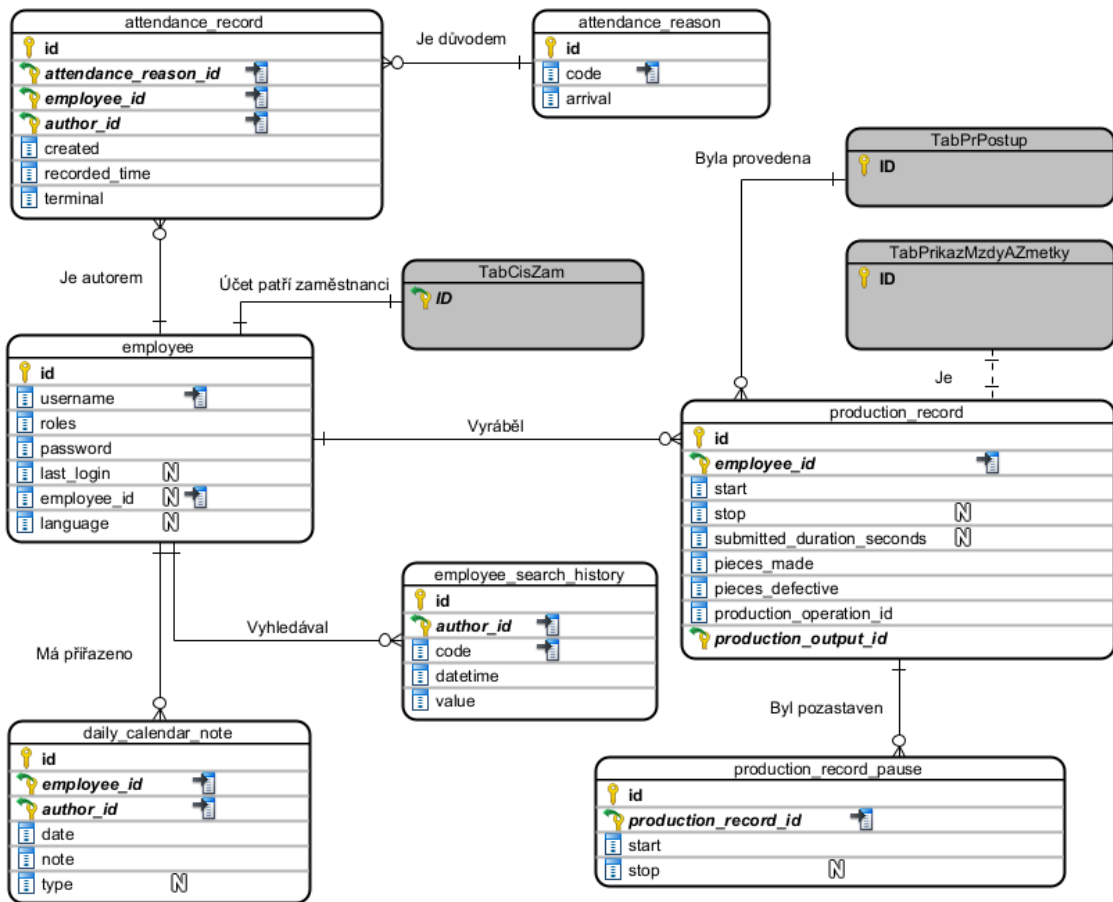 attendance_record
id
attendance_reason_id
employee_id
author_id
created
recorded_time
terminal
Je důvodem
attendance_reason
id
code
arrival
Byla provedena
TabPrPostup
ID
TabPrikazMzdyAZmetky
ID
Je
Je autorem
Účet patří zaměstnanci
TabCisZam
ID
employee
id
username
roles
password
last_login N
employee_id N
language N
Vyráběl
production_record
id
employee_id
start
stop N
submitted_duration_seconds N
pieces_made
pieces_defective
production_operation_id
production_output_id
Vyhledával
employee_search_history
id
author_id
code
datetime
value
Má přiřazeno
daily_calendar_note
id
employee_id
author_id
date
note
type N
Byl pozastaven
production_record_pause
id
production_record_id
start
stop N